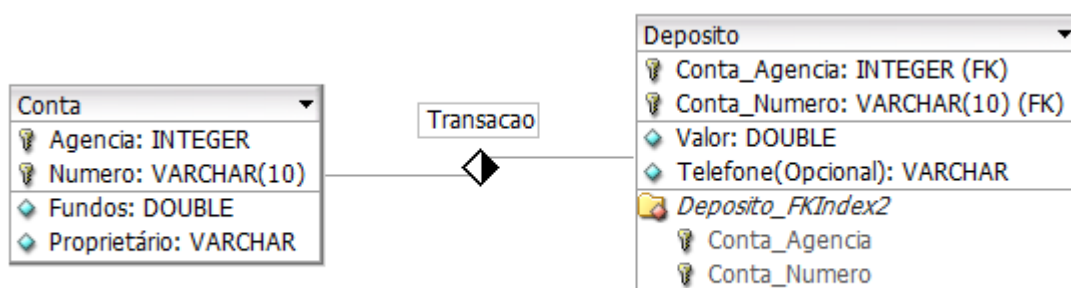 Conta
Agencia: INTEGER
Numero: VARCHAR(10)
Fundos: DOUBLE
Proprietário: VARCHAR
Transacao
Deposito
Conta_Agencia: INTEGER (FK)
Conta_Numero: VARCHAR(10) (FK)
Valor: DOUBLE
Telefone(Opcional): VARCHAR
Deposito_FKIndex2
Conta_Agencia
Conta_Numero